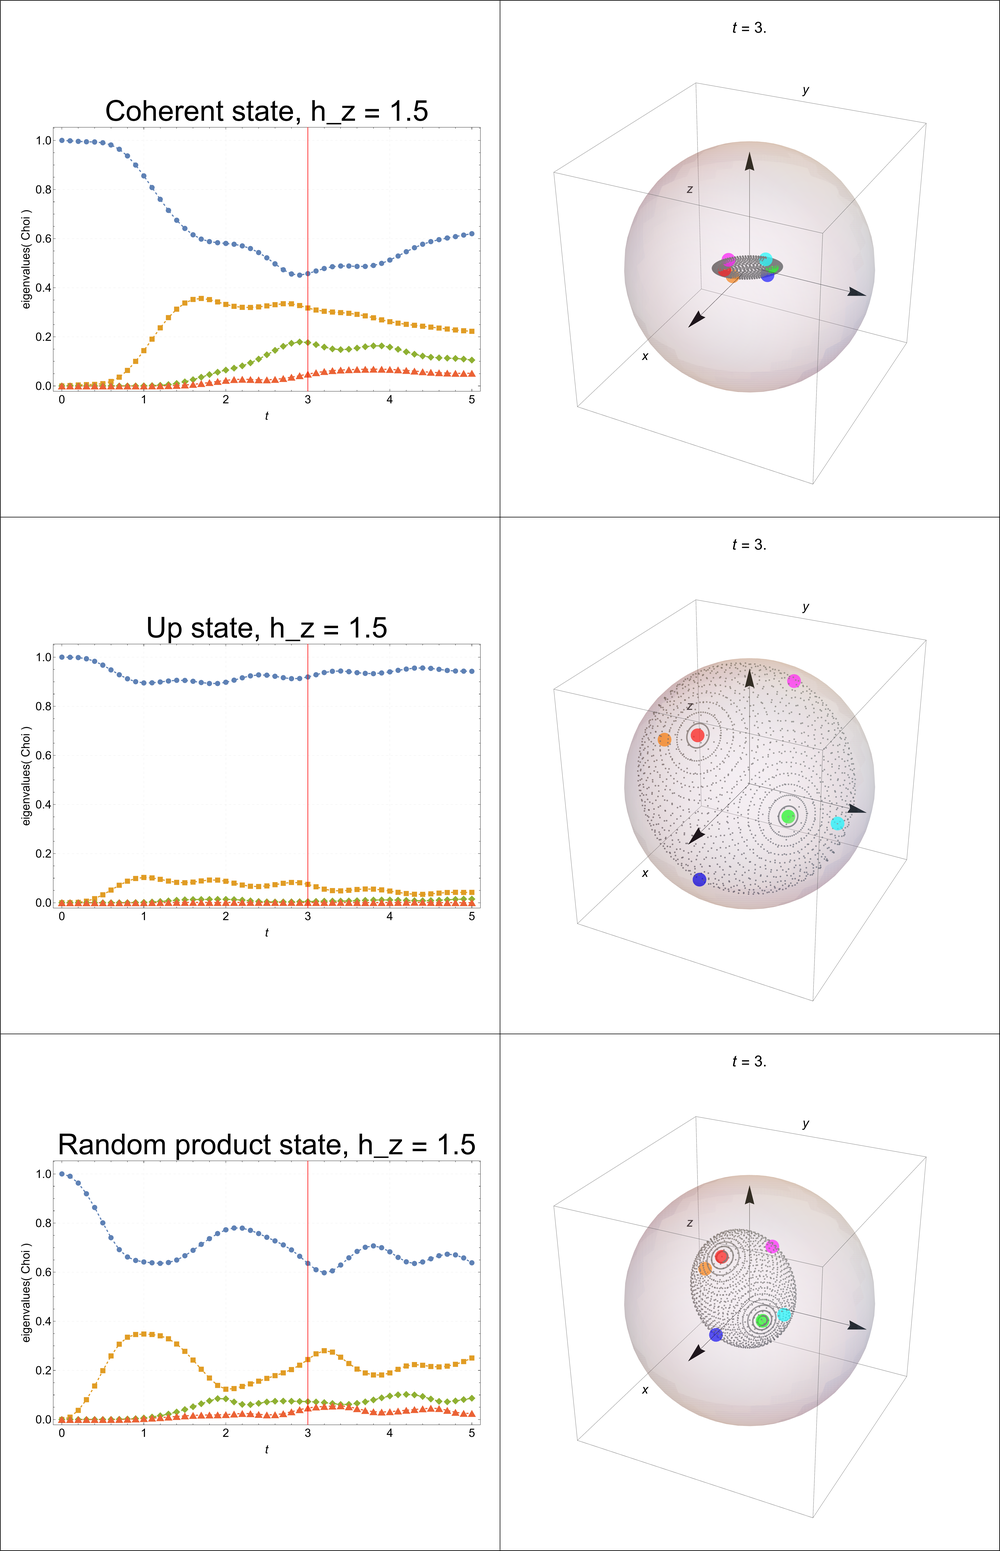 Coherent state, h_z = 1.5
eigenvalues( Choi )
1.0
0.8
0.6
0.4
0.2
0.0
0 1 2 3 4 5
t
t = 3.
y
z
x
Up state, h_z = 1.5
eigenvalues( Choi )
1.0
0.8
0.6
0.4
0.2
0.0
0 1 2 3 4 5
t
t = 3.
y
z
x
Random product state, h_z = 1.5
eigenvalues( Choi )
1.0
0.8
0.6
0.4
0.2
0.0
0 1 2 3 4 5
t
t = 3.
y
z
x